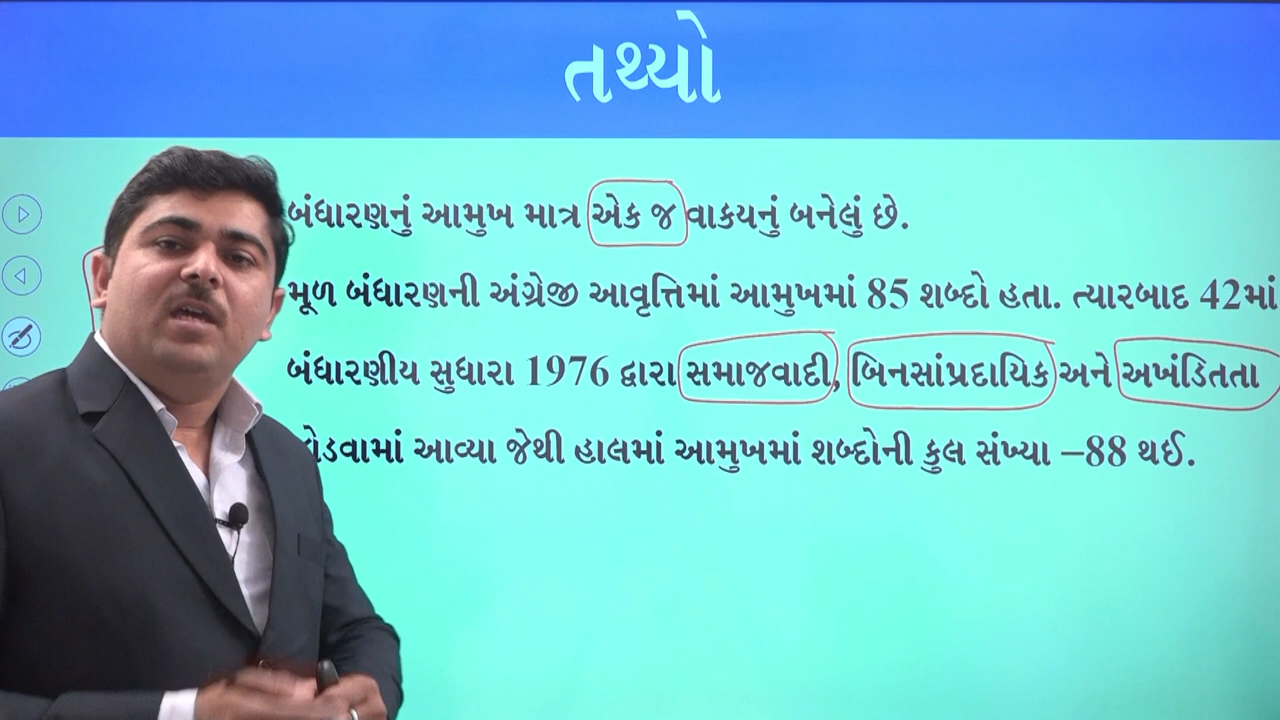 તથ્યો
બંધારણનું આમુખ માત્ર એક જ વાક્યનું બનેલું છે.
મૂળ બંધારણની અંગ્રેજી આવૃત્તિમાં આમુખમાં 85 શબ્દો હતા. ત્યારબાદ 42માં
બંધારણીય સુધારા 1976 દ્વારા સમાજવાદી, બિનસાંપ્રદાયિક અને અખંડિતતા
આવ્યા જેથી હાલમાં આમુખમાં શબ્દોની કુલ સંખ્યા –88 થઈ.